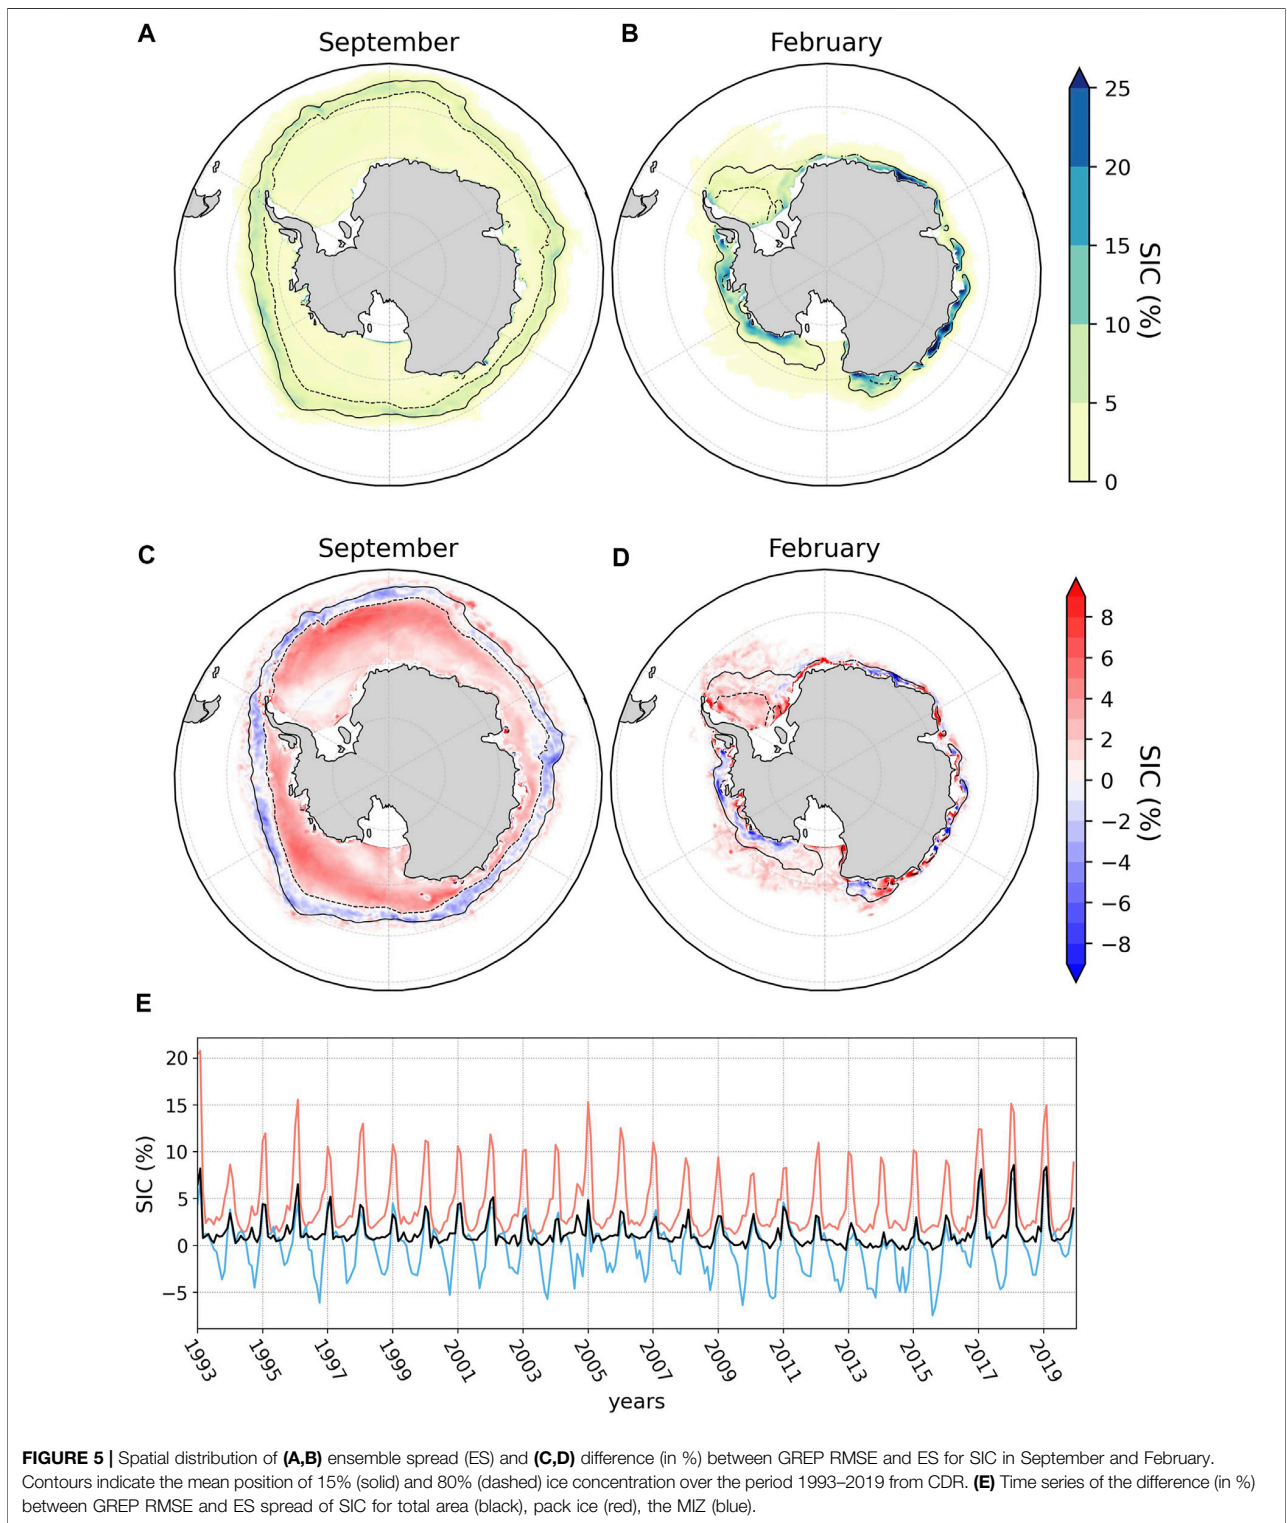 A
September
B
February
25
20
15
10
5
0
SIC (%)
C
September
D
February
8
6
4
2
0
−2
−4
−6
−8
SIC (%)
E
20
15
10
5
0
−5
SIC (%)
1993
1995
1997
1999
2001
2003
2005
2007
2009
2011
2013
2015
2017
2019
years
FIGURE 5 | Spatial distribution of (A,B) ensemble spread (ES) and (C,D) difference (in %) between GREP RMSE and ES for SIC in September and February.
Contours indicate the mean position of 15% (solid) and 80% (dashed) ice concentration over the period 1993–2019 from CDR. (E) Time series of the difference (in %)
between GREP RMSE and ES spread of SIC for total area (black), pack ice (red), the MIZ (blue).